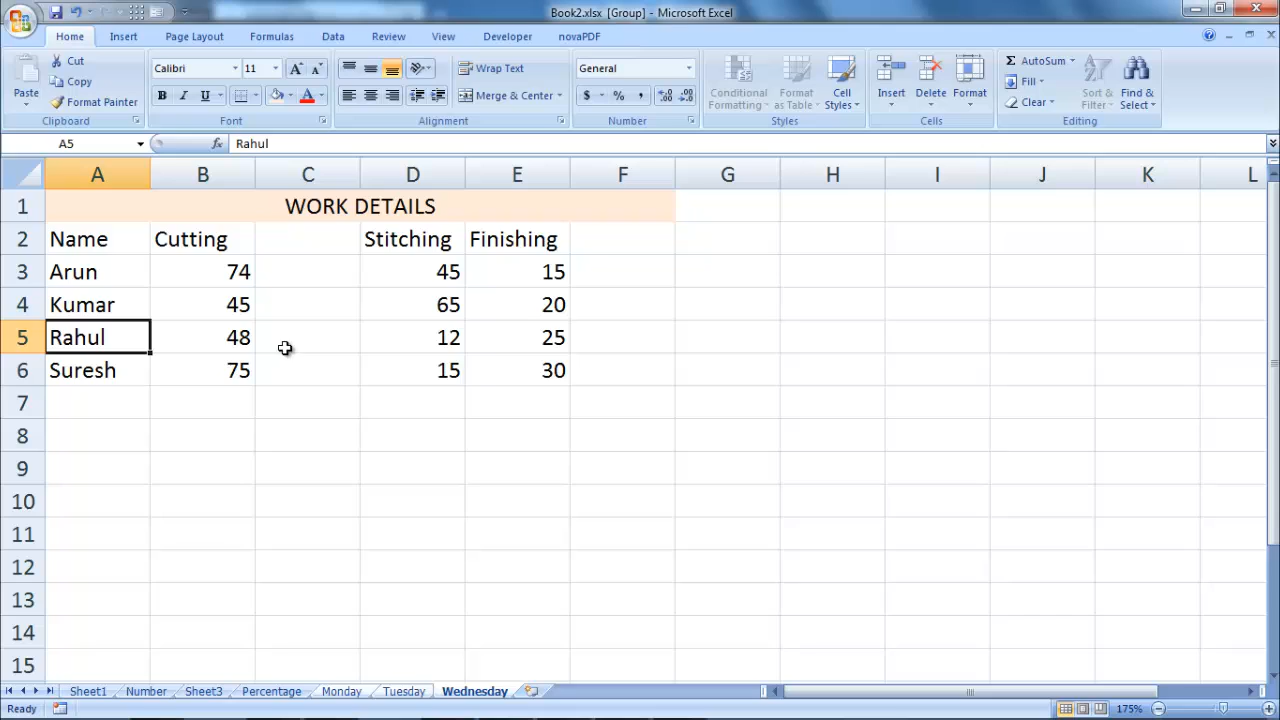 Book2.xlsx [Group] - Microsoft Excel
Home Insert Page Layout Formulas Data Review View Developer novaPDF
Paste Cut Copy Format Painter Clipboard
Calibri 11 B I U A A A Font
Wrap Text Merge & Center Alignment
General $ % , Number
Conditional Formatting Format as Table Cell Styles Styles
Insert Delete Format Cells
Σ AutoSum Fill Clear Sort & Filter Find & Select Editing
A5 fx Rahul
A B C D E F G H I J K L
1 WORK DETAILS
2 Name Cutting Stitching Finishing
3 Arun 74 45 15
4 Kumar 45 65 20
5 Rahul 48 12 25
6 Suresh 75 15 30
7
8
9
10
11
12
13
14
15
Sheet1 Number Sheet3 Percentage Monday Tuesday Wednesday
Ready 175%